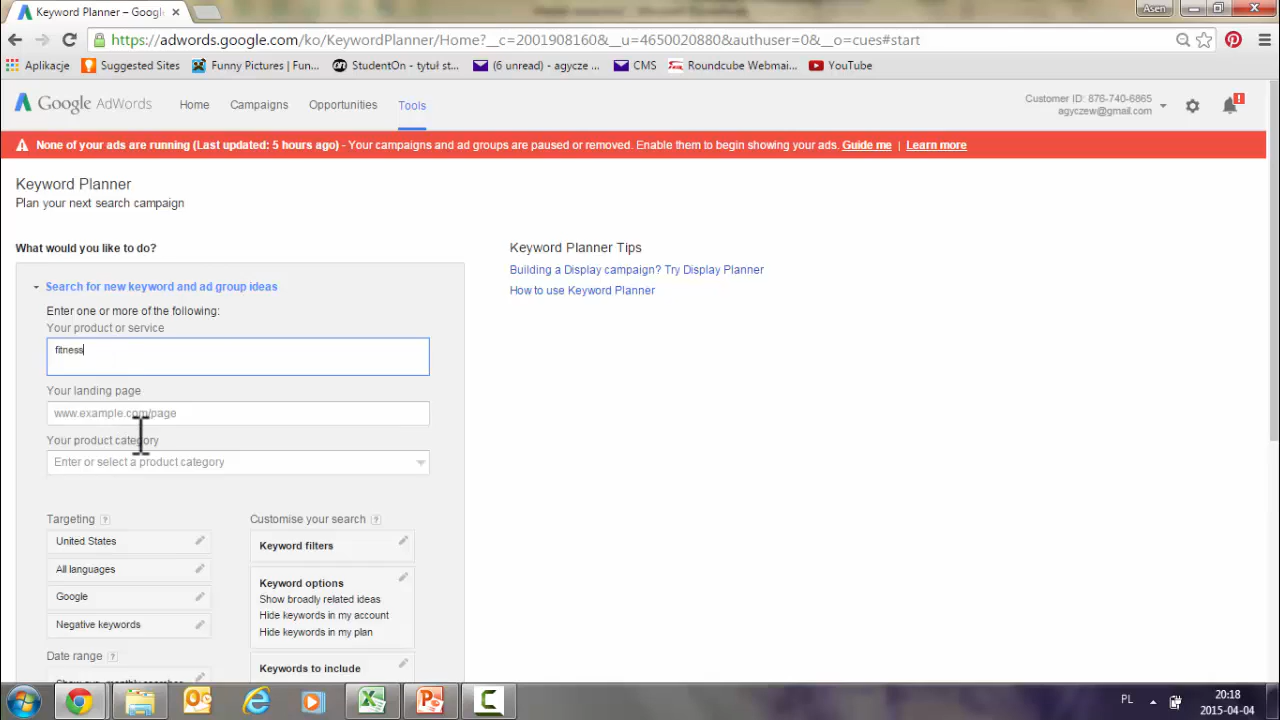 Keyword Planner – Googl
Asen
https://adwords.google.com/ko/KeywordPlanner/Home?__c=2001908160&__u=4650020880&authuser=0&__o=cues#start
Aplikacje Suggested Sites Funny Pictures | Fun... StudentOn - tytuł st... (6 unread) - agycze ... CMS Roundcube Webmai... YouTube
Google AdWords Home Campaigns Opportunities Tools
Customer ID: 876-740-6865
agyczew@gmail.com
None of your ads are running (Last updated: 5 hours ago) - Your campaigns and ad groups are paused or removed. Enable them to begin showing your ads. Guide me | Learn more
Keyword Planner
Plan your next search campaign
What would you like to do?
Search for new keyword and ad group ideas
Enter one or more of the following:
Your product or service
fitness
Your landing page
www.example.com/page
Your product category
Enter or select a product category
Targeting ?
United States
All languages
Google
Negative keywords
Date range ?
Customise your search ?
Keyword filters
Keyword options
Show broadly related ideas
Hide keywords in my account
Hide keywords in my plan
Keywords to include
Keyword Planner Tips
Building a Display campaign? Try Display Planner
How to use Keyword Planner
PL
20:18
2015-04-04